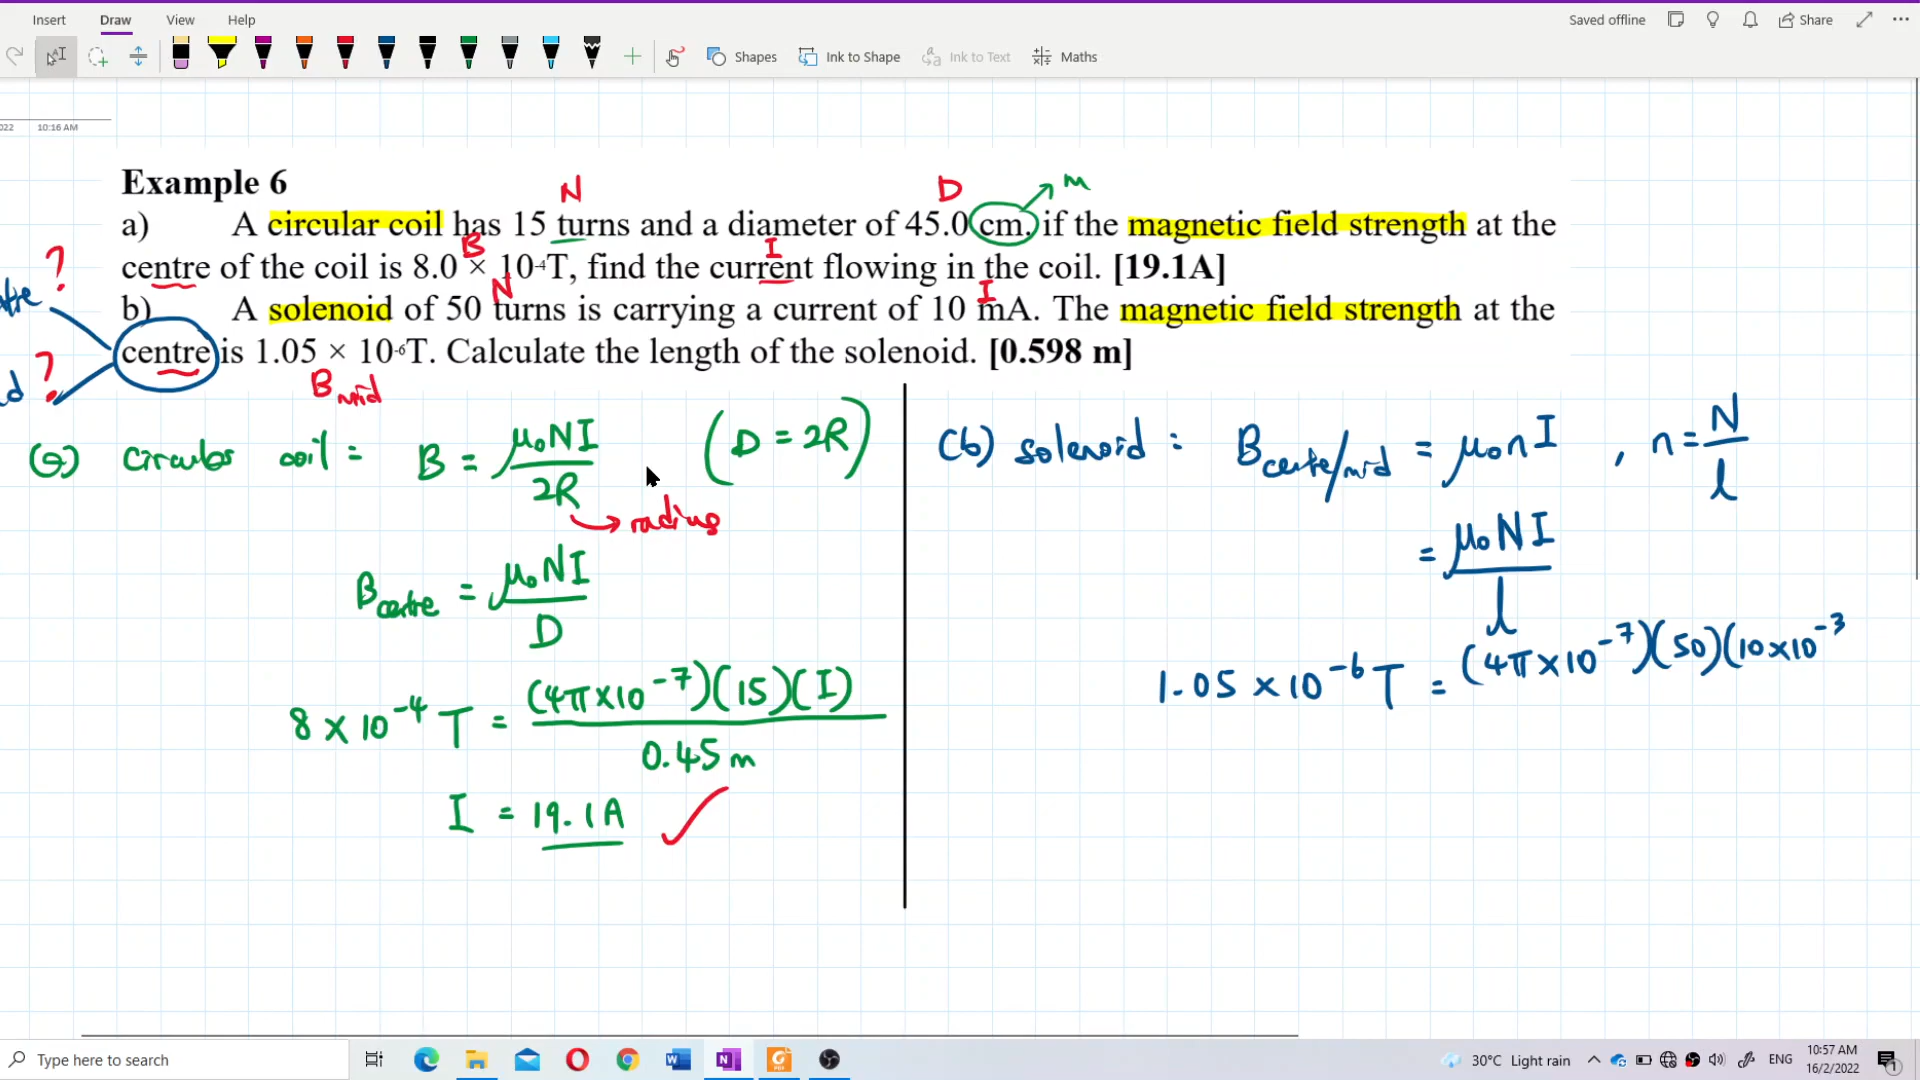 Insert Draw View Help
Saved offline Share
Shapes Ink to Shape Ink to Text Maths
022 10:16 AM
Example 6
N D m
a) A circular coil has 15 turns and a diameter of 45.0 cm. if the magnetic field strength at the
B I
centre of the coil is 8.0 × 10-4T, find the current flowing in the coil. [19.1A]
?
N I
b) A solenoid of 50 turns is carrying a current of 10 mA. The magnetic field strength at the
centre is 1.05 × 10-6T. Calculate the length of the solenoid. [0.598 m]
?
B mid
(a) circular coil = B = μ₀NI / 2R (D = 2R)
→ radius
B centre = μ₀NI / D
8 × 10⁻⁴ T = (4π×10⁻⁷)(15)(I) / 0.45 m
I = 19.1A ✓
(b) solenoid : B centre/mid = μ₀nI , n = N / l
= μ₀NI / l
1.05 × 10⁻⁶ T = (4π×10⁻⁷)(50)(10×10⁻³
Type here to search
30°C Light rain
ENG
10:57 AM
16/2/2022
1